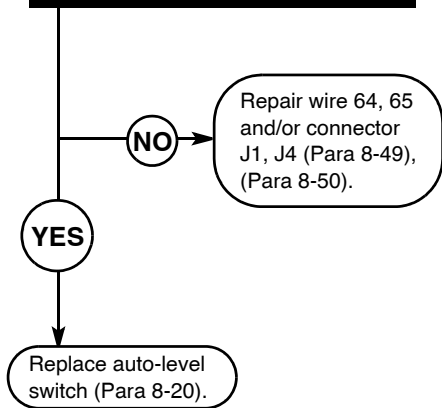 NO
Repair wire 64, 65
and/or connector
J1, J4 (Para 8-49),
(Para 8-50).
YES
Replace auto-level
switch (Para 8-20).